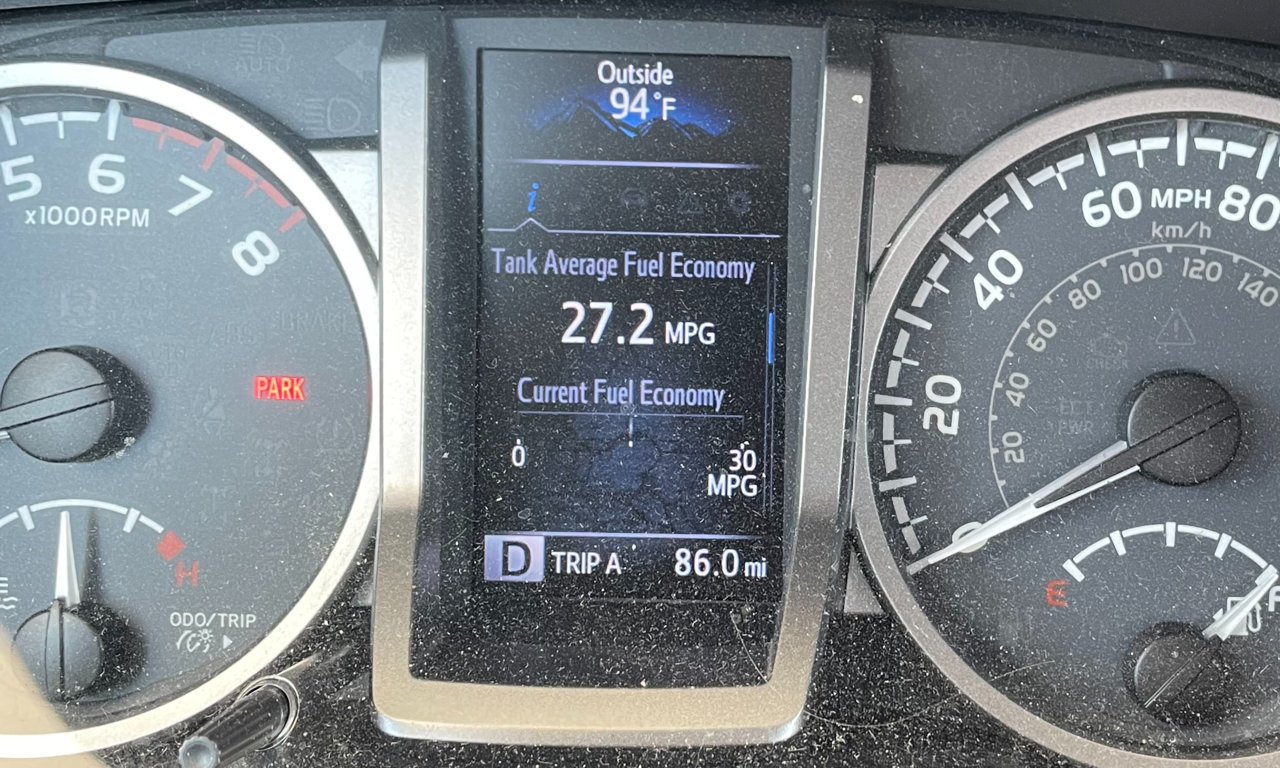 Outside
94°F
i
Tank Average Fuel Economy
27.2 MPG
Current Fuel Economy
0 30
MPG
D TRIP A 86.0 mi
5 6 7 8
x1000RPM
PARK
H
ODO/TRIP
AUTO
0 20 40 60 80
MPH
km/h
20 40 60 80 100 120 140
E F